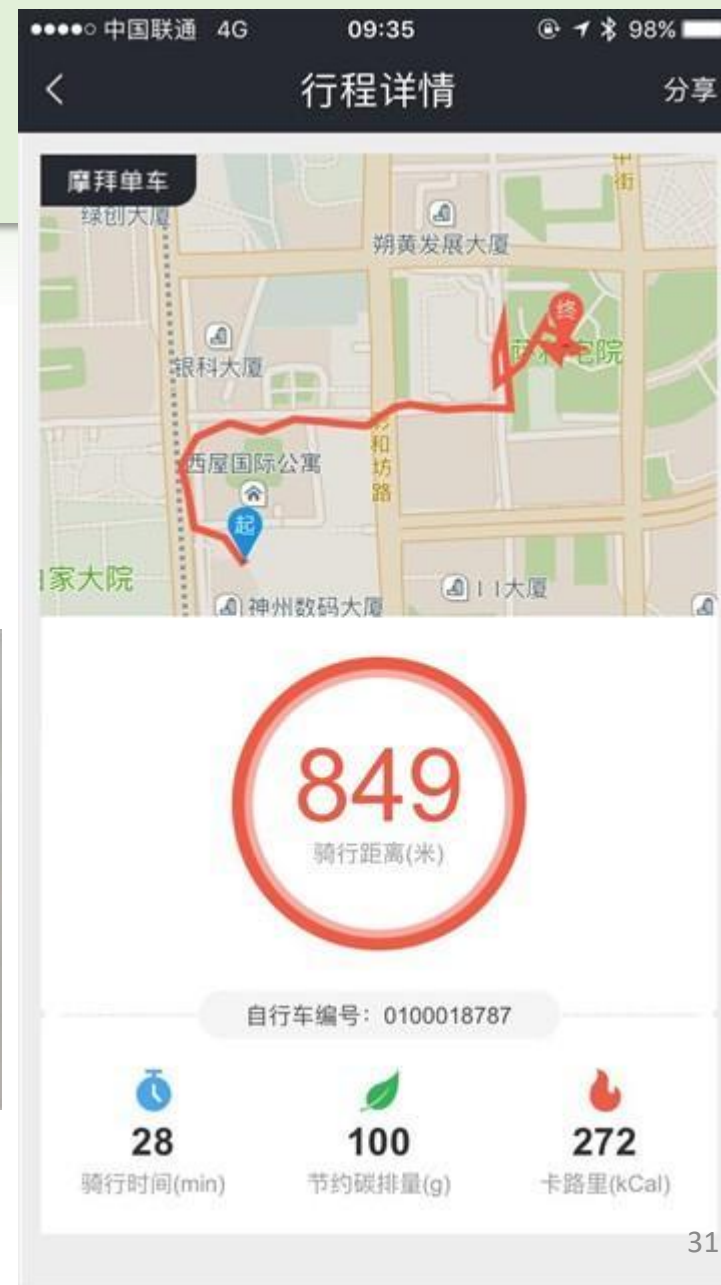 中国联通 4G 09:35 98%
行程详情 分享
摩拜单车
绿创大厦
中街
朔黄发展大厦
终
银科大厦
宅院
西屋国际公寓
和坊路
起
家大院
大厦
神州数码大厦
849
骑行距离(米)
自行车编号：0100018787
28 100 272
骑行时间(min) 节约碳排量(g) 卡路里(kCal)
31